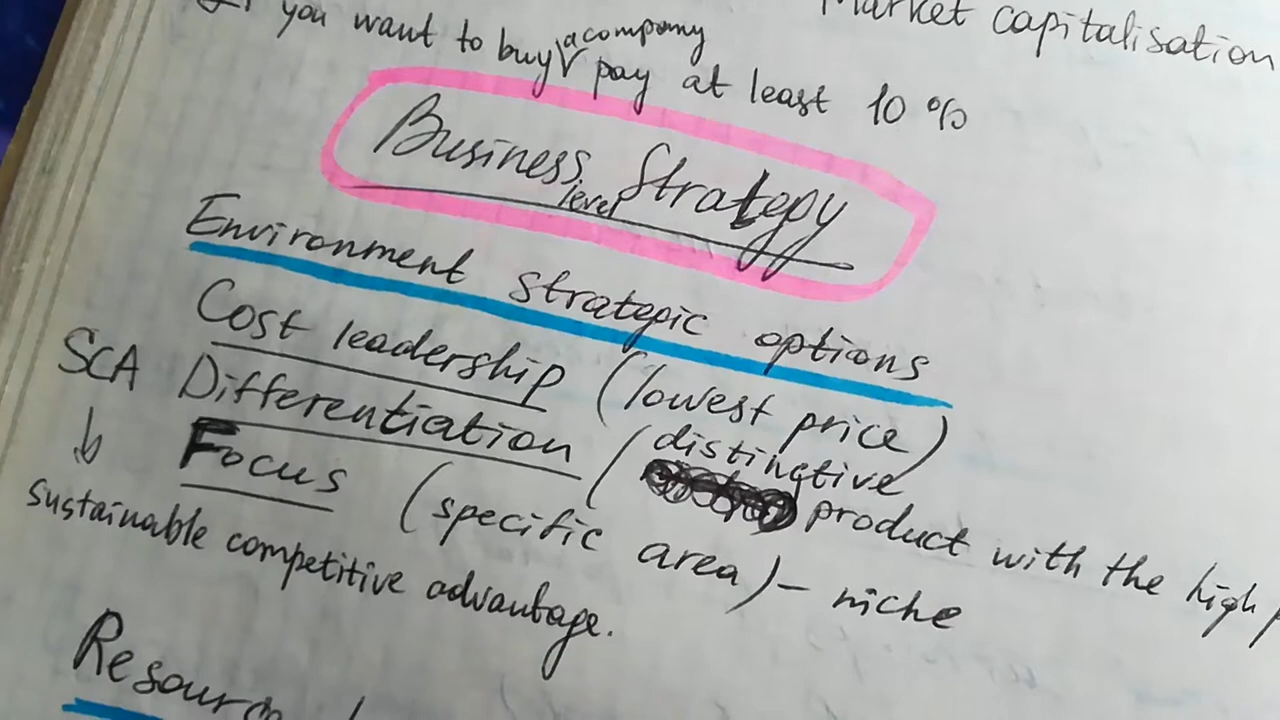 Market capitalisation
If you want to buy a company pay at least 10 %
Business level Strategy
Environment strategic options
Cost leadership (lowest price)
SCA Differentiation (distinctive product with the high
Focus (specific area) - niche
sustainable competitive advantage.